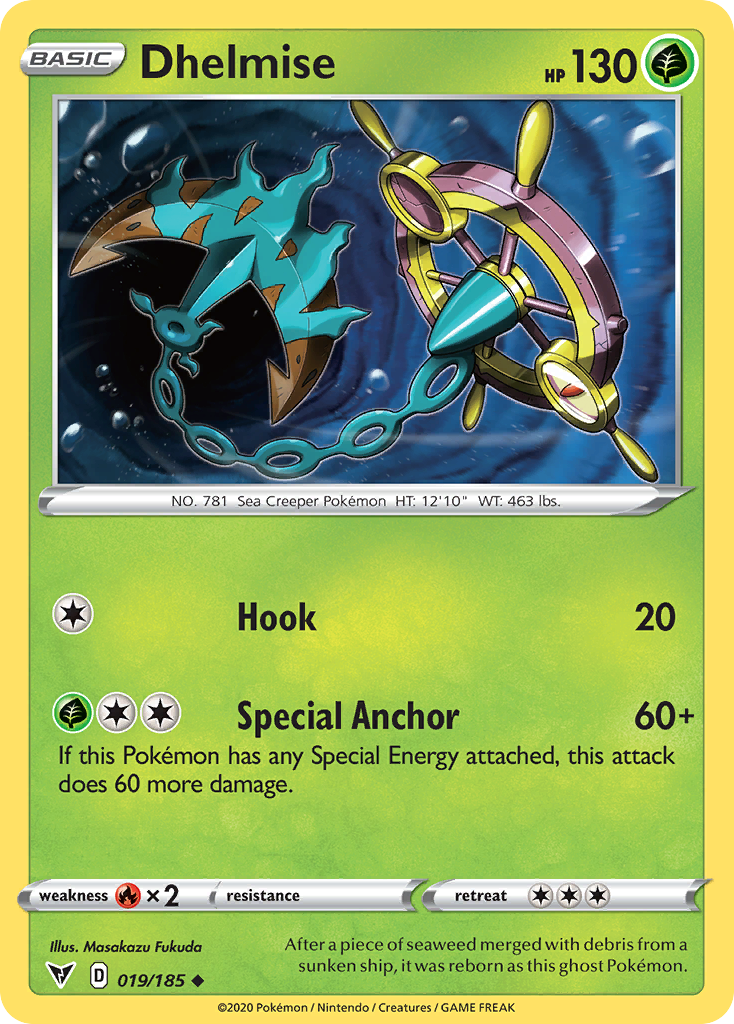 BASIC Dhelmise HP 130
NO. 781 Sea Creeper Pokémon HT: 12'10" WT: 463 lbs.
Hook 20
Special Anchor 60+
If this Pokémon has any Special Energy attached, this attack
does 60 more damage.
weakness ×2 resistance retreat
Illus. Masakazu Fukuda
After a piece of seaweed merged with debris from a
sunken ship, it was reborn as this ghost Pokémon.
D 019/185
©2020 Pokémon / Nintendo / Creatures / GAME FREAK